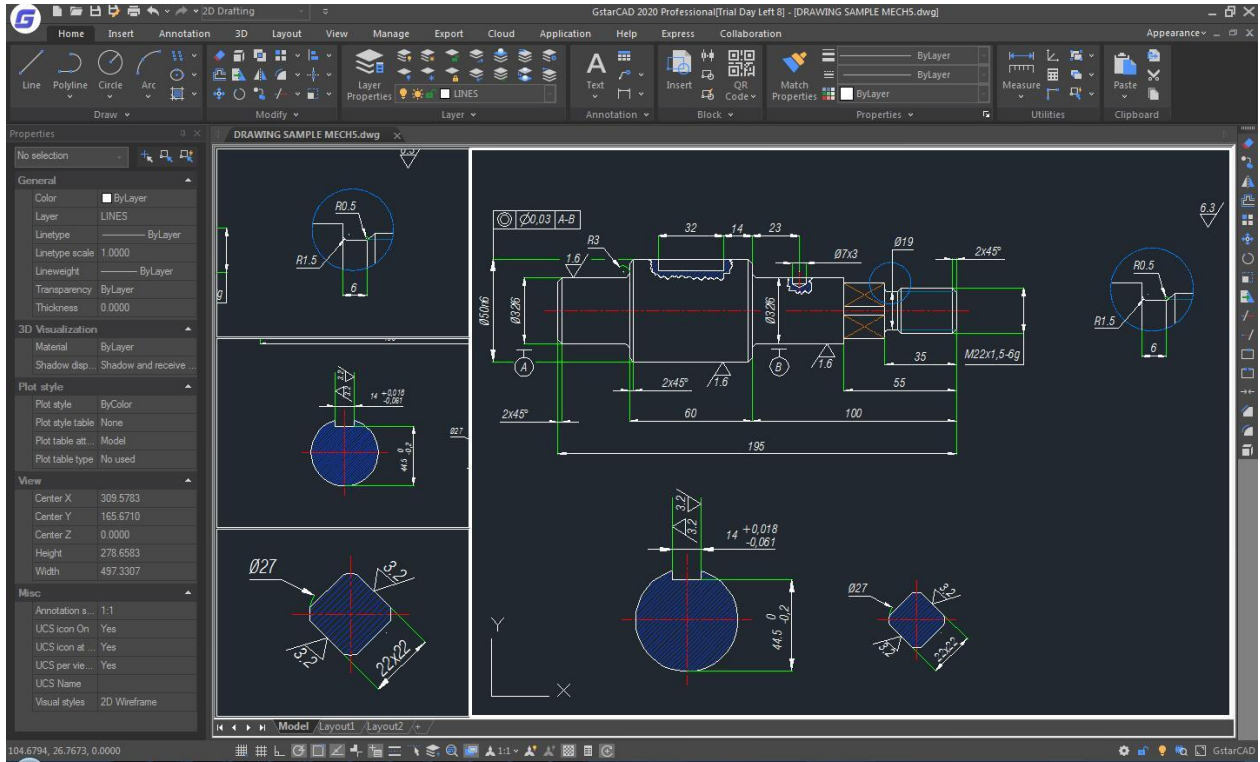 2D Drafting
GstarCAD 2020 Professional[Trial Day Left 8] - [DRAWING SAMPLE MECH5.dwg]
Home Insert Annotation 3D Layout View Manage Export Cloud Application Help Express Collaboration Appearance
Line Polyline Circle Arc
Layer Properties
LINES
Text
Insert
QR Code
Match Properties
ByLayer
ByLayer
ByLayer
Measure
Paste
Draw Modify Layer Annotation Block Properties Utilities Clipboard
Properties
DRAWING SAMPLE MECH5.dwg
No selection
General
Color ByLayer
Layer LINES
Linetype ByLayer
Linetype scale 1.0000
Lineweight ByLayer
Transparency ByLayer
Thickness 0.0000
3D Visualization
Material ByLayer
Shadow disp... Shadow and receive ...
Plot style
Plot style ByColor
Plot style table None
Plot table att... Model
Plot table type No used
View
Center X 309.5783
Center Y 165.6710
Center Z 0.0000
Height 278.6583
Width 497.3307
Misc
Annotation s... 1:1
UCS icon On Yes
UCS icon at ... Yes
UCS per vie... Yes
UCS Name
Visual styles 2D Wireframe
R0.5
R1.5
6
3.2
3.2
14 +0,018 -0,061
44.5 0 -0,2
Ø27
Ø27
3.2
3.2
22x22
Ø0,03 A-B
R3
32
14
23
1.6
Ø7x3
Ø19
2x45°
6.3
R0.5
R1.5
6
Ø50n6
A
B
1.6
1.6
35
M22x1,5-6g
2x45°
55
2x45°
60
100
195
3.2
3.2
14 +0,018 -0,061
44.5 0 -0,2
Ø27
3.2
3.2
22x22
Y
X
Model Layout1 Layout2 +
104.6794, 26.7673, 0.0000
1:1
GstarCAD